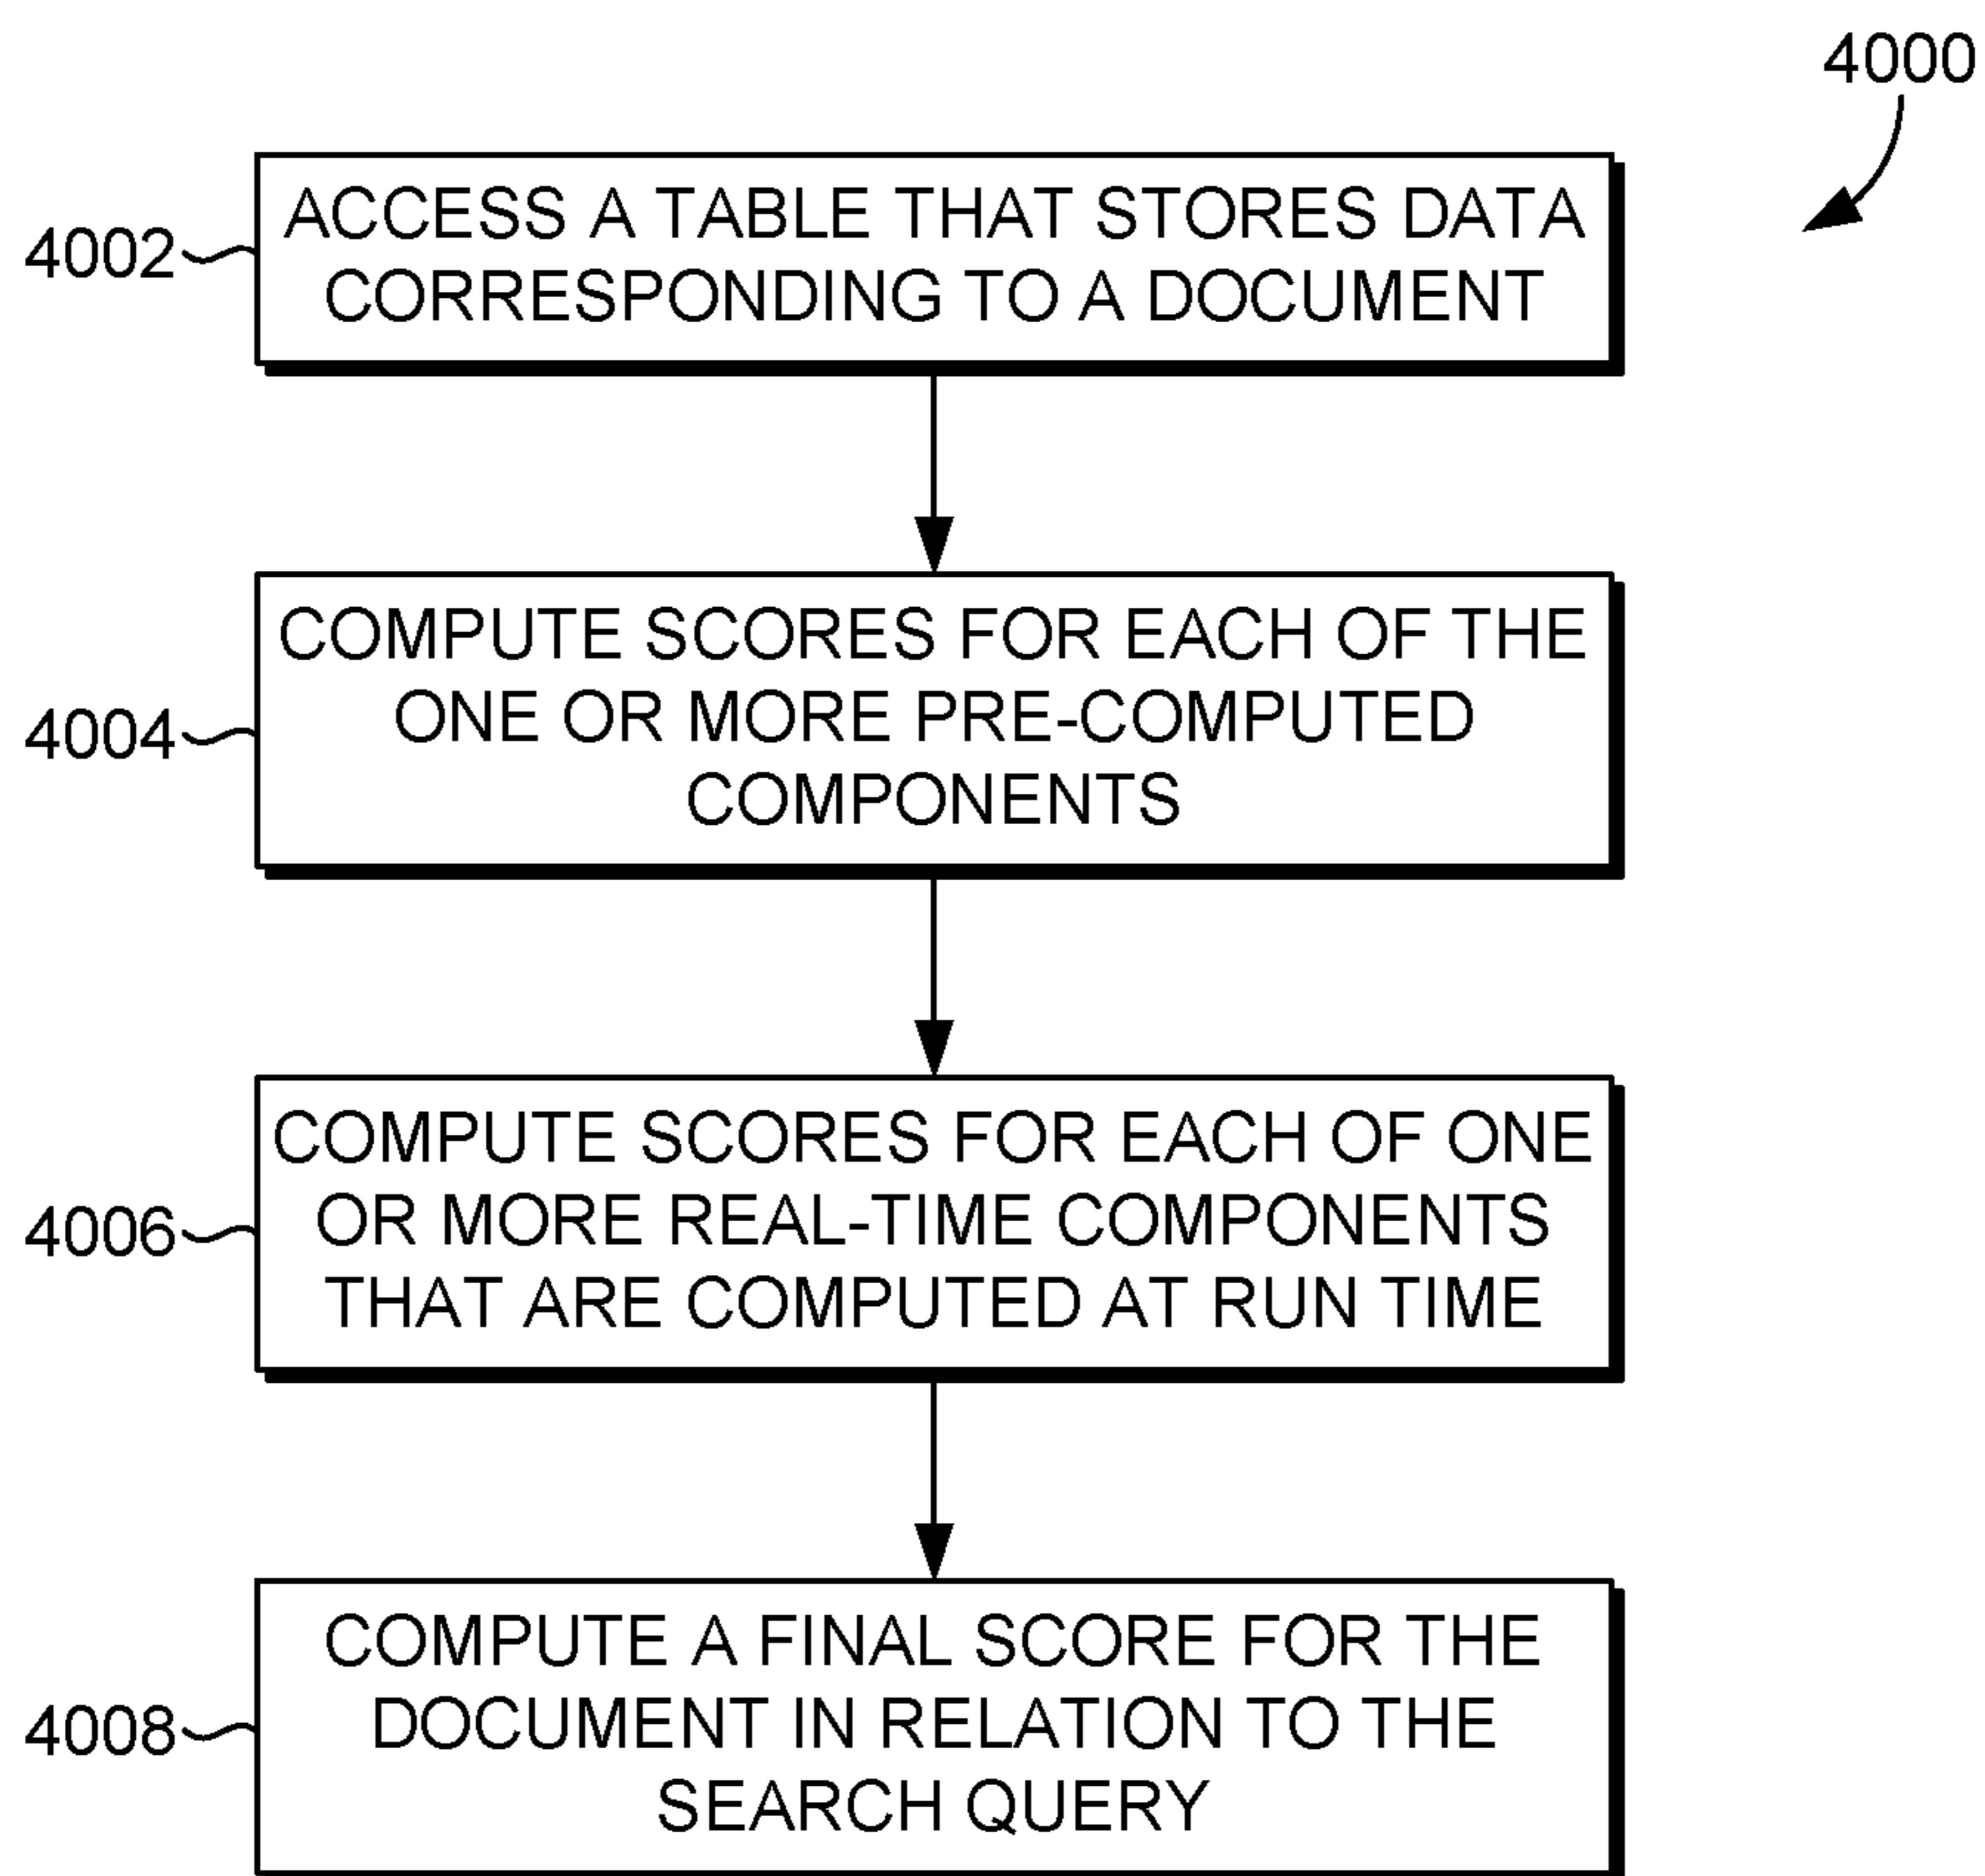 4000
4002
ACCESS A TABLE THAT STORES DATA
CORRESPONDING TO A DOCUMENT
4004
COMPUTE SCORES FOR EACH OF THE
ONE OR MORE PRE-COMPUTED
COMPONENTS
4006
COMPUTE SCORES FOR EACH OF ONE
OR MORE REAL-TIME COMPONENTS
THAT ARE COMPUTED AT RUN TIME
4008
COMPUTE A FINAL SCORE FOR THE
DOCUMENT IN RELATION TO THE
SEARCH QUERY